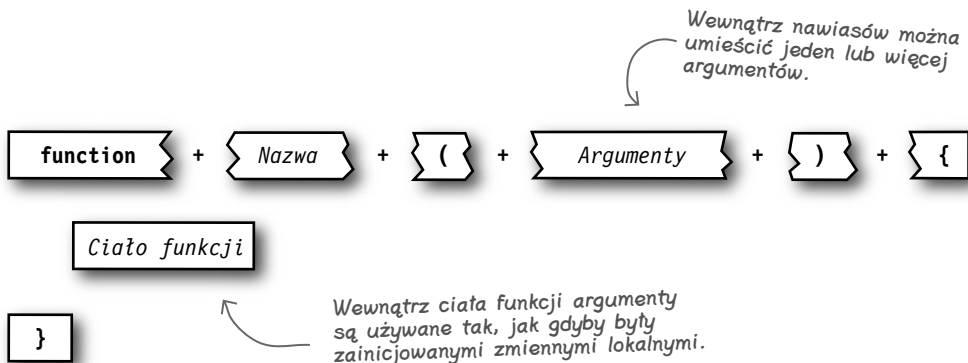 Wewnątrz nawiasów można
umieścić jeden lub więcej
argumentów.
function + Nazwa + ( + Argumenty + ) + {
Ciało funkcji
Wewnątrz ciała funkcji argumenty
są używane tak, jak gdyby były
zainicjowanymi zmiennymi lokalnymi.
}